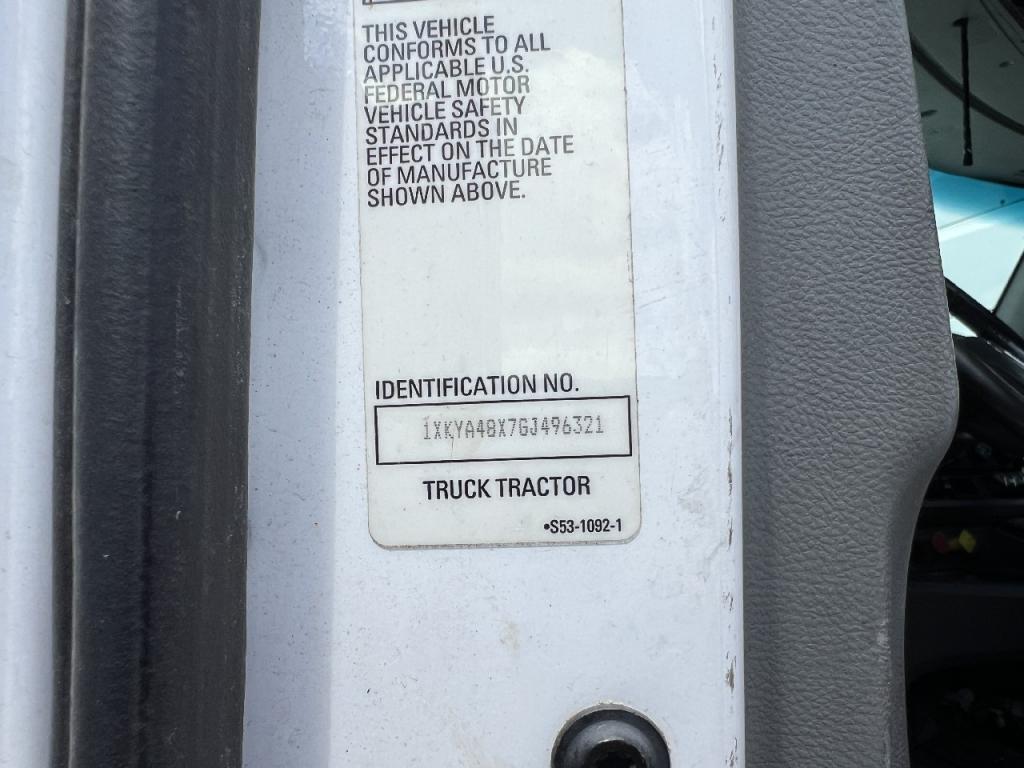 THIS VEHICLE
CONFORMS TO ALL
APPLICABLE U.S.
FEDERAL MOTOR
VEHICLE SAFETY
STANDARDS IN
EFFECT ON THE DATE
OF MANUFACTURE
SHOWN ABOVE.
IDENTIFICATION NO.
1XKYA48X7GJ496321
TRUCK TRACTOR
•S53-1092-1